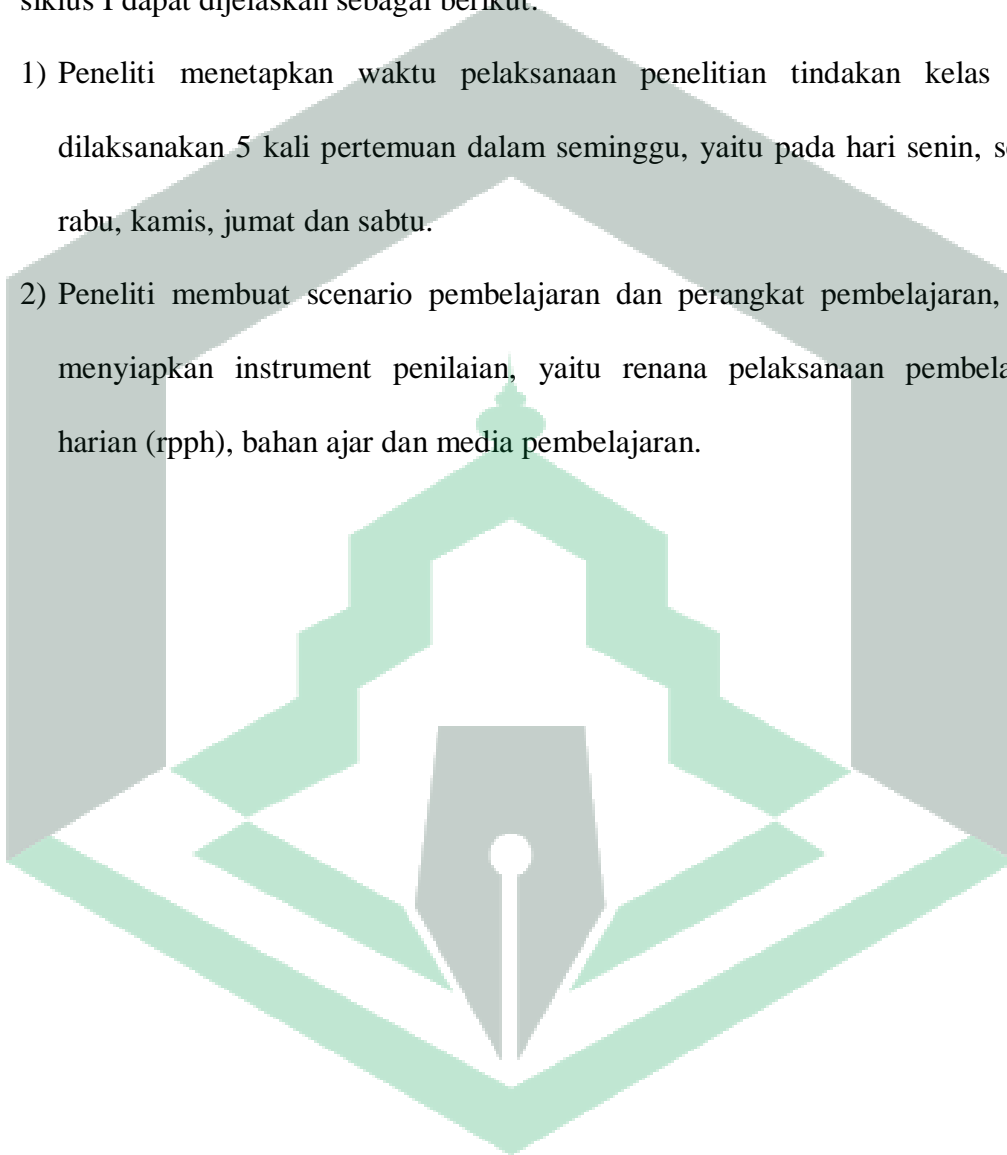 siklus I dapat dijelaskan sebagai berikut:
1) Peneliti menetapkan waktu pelaksanaan penelitian tindakan kelas
dilaksanakan 5 kali pertemuan dalam seminggu, yaitu pada hari senin,
rabu, kamis, jumat dan sabtu.
2) Peneliti membuat scenario pembelajaran dan perangkat pembelajaran,
menyiapkan instrument penilaian, yaitu renana pelaksanaan
harian (rpph), bahan ajar dan media pembelajaran.